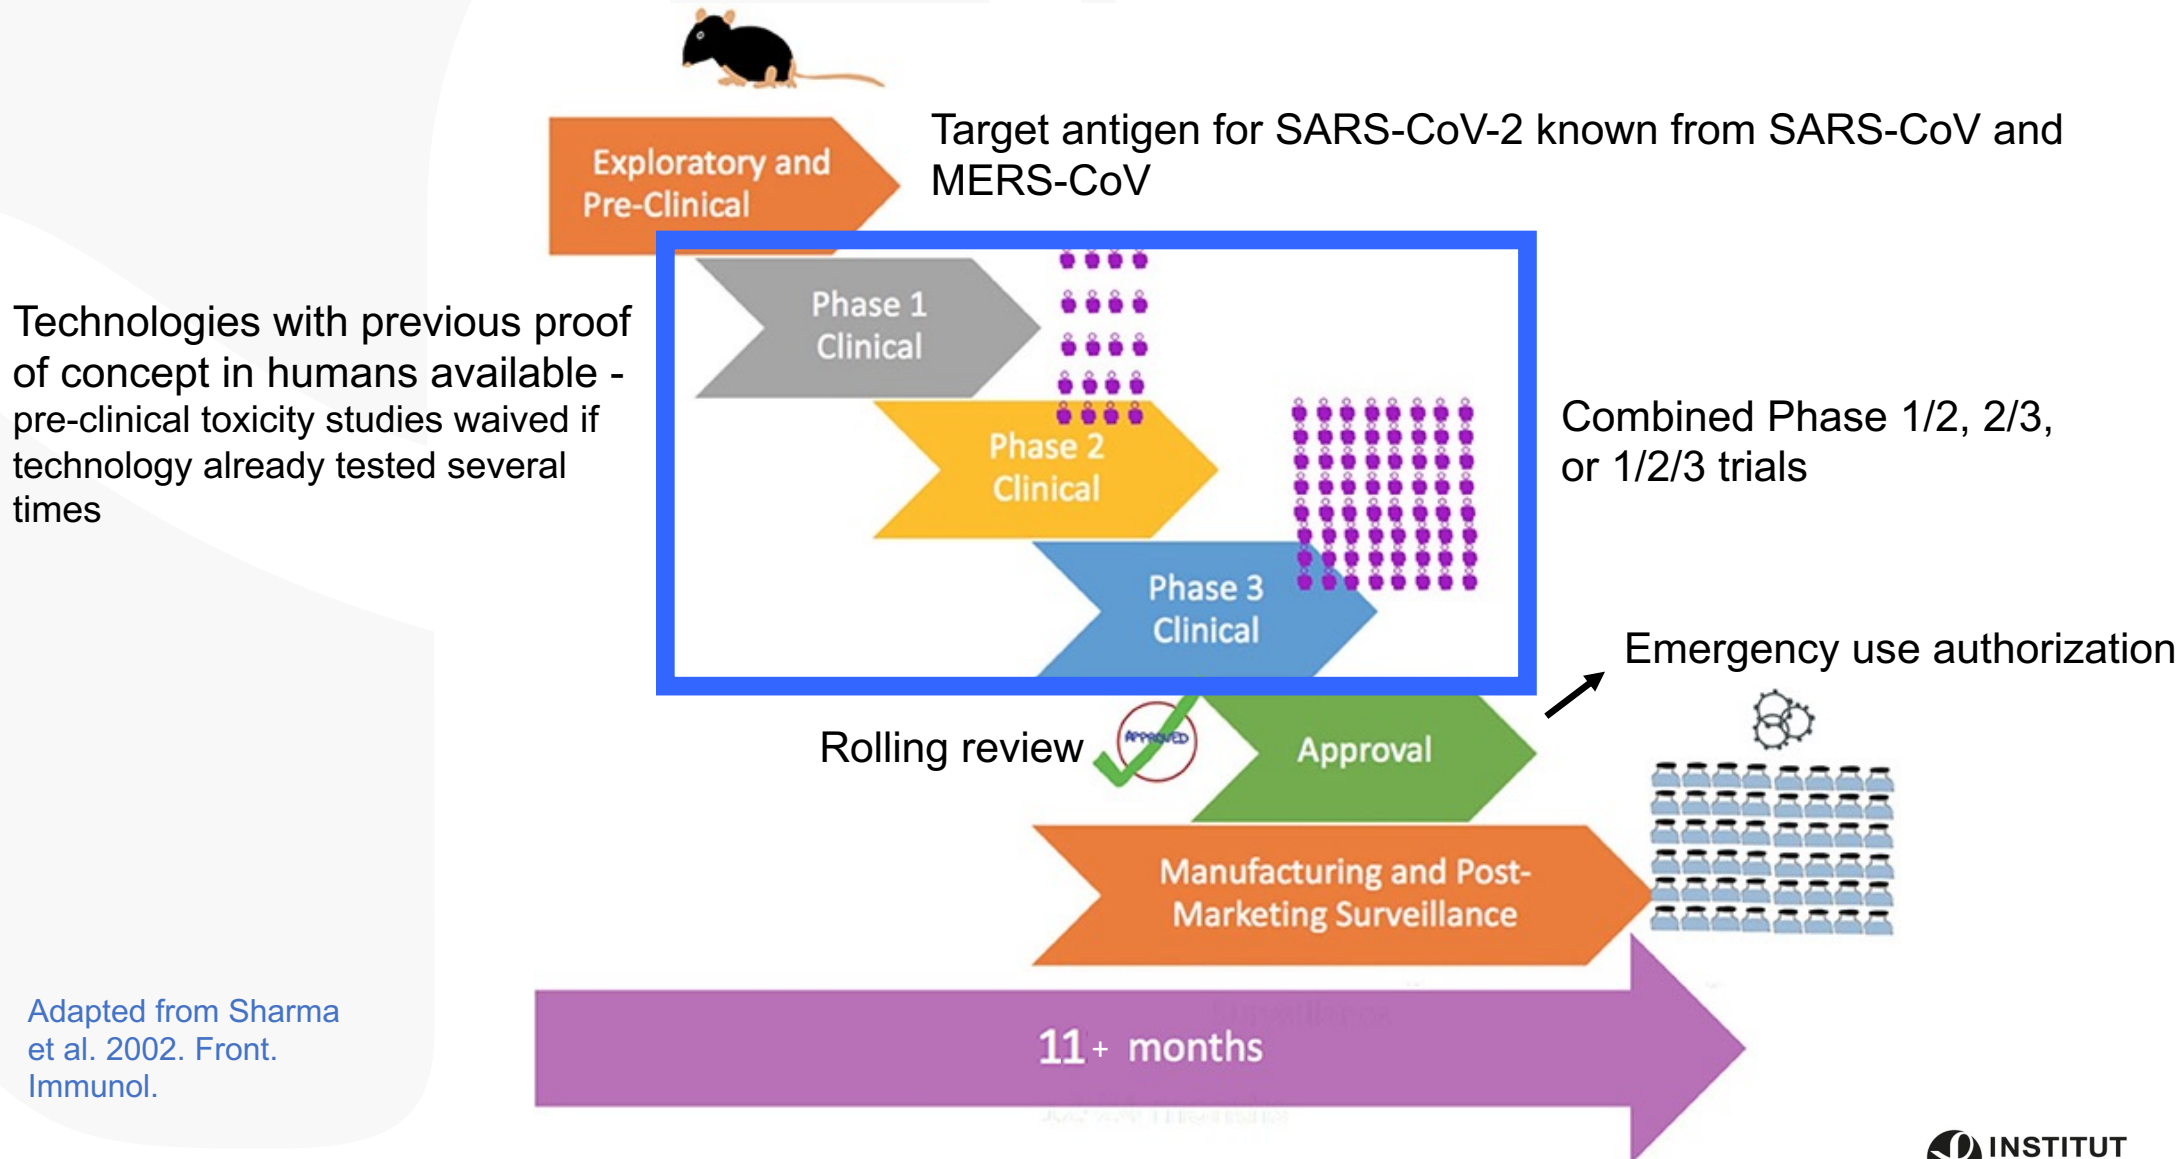 Exploratory and
Pre-Clinical
Target antigen for SARS-CoV-2 known from SARS-CoV and
MERS-CoV
Technologies with previous proof
of concept in humans available -
pre-clinical toxicity studies waived if
technology already tested several
times
Phase 1
Clinical
Phase 2
Clinical
Phase 3
Clinical
Combined Phase 1/2, 2/3,
or 1/2/3 trials
Emergency use authorization
Rolling review
APPROVED
Approval
Manufacturing and Post-
Marketing Surveillance
11+ months
Adapted from Sharma
et al. 2002. Front.
Immunol.
INSTITUT